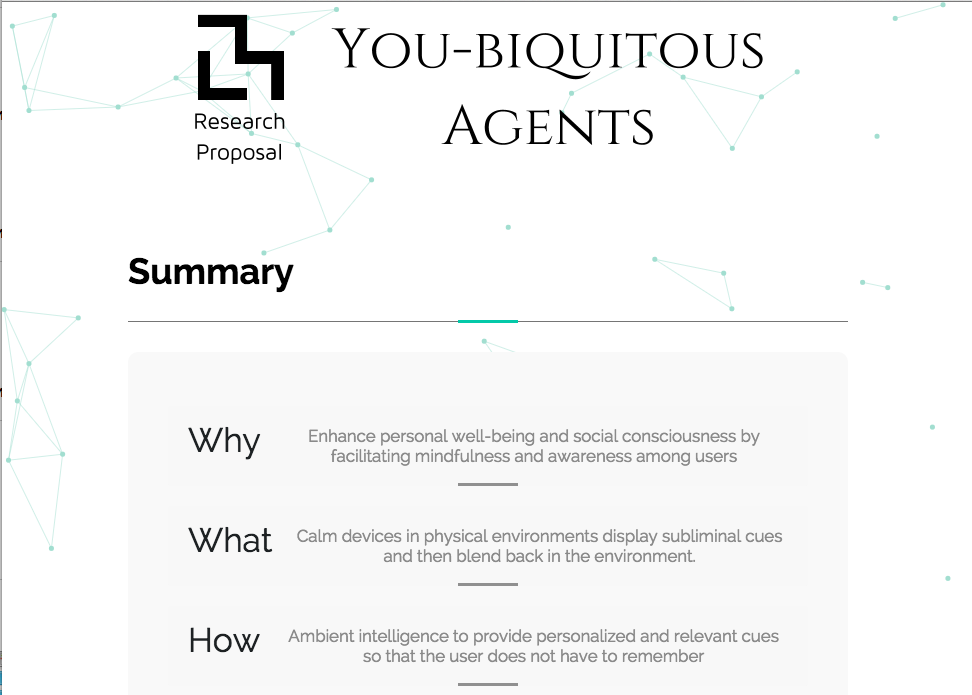 You-biquitous
Agents
Research
Proposal
Summary
Why
Enhance personal well-being and social consciousness by
facilitating mindfulness and awareness among users
What
Calm devices in physical environments display subliminal cues
and then blend back in the environment.
How
Ambient intelligence to provide personalized and relevant cues
so that the user does not have to remember